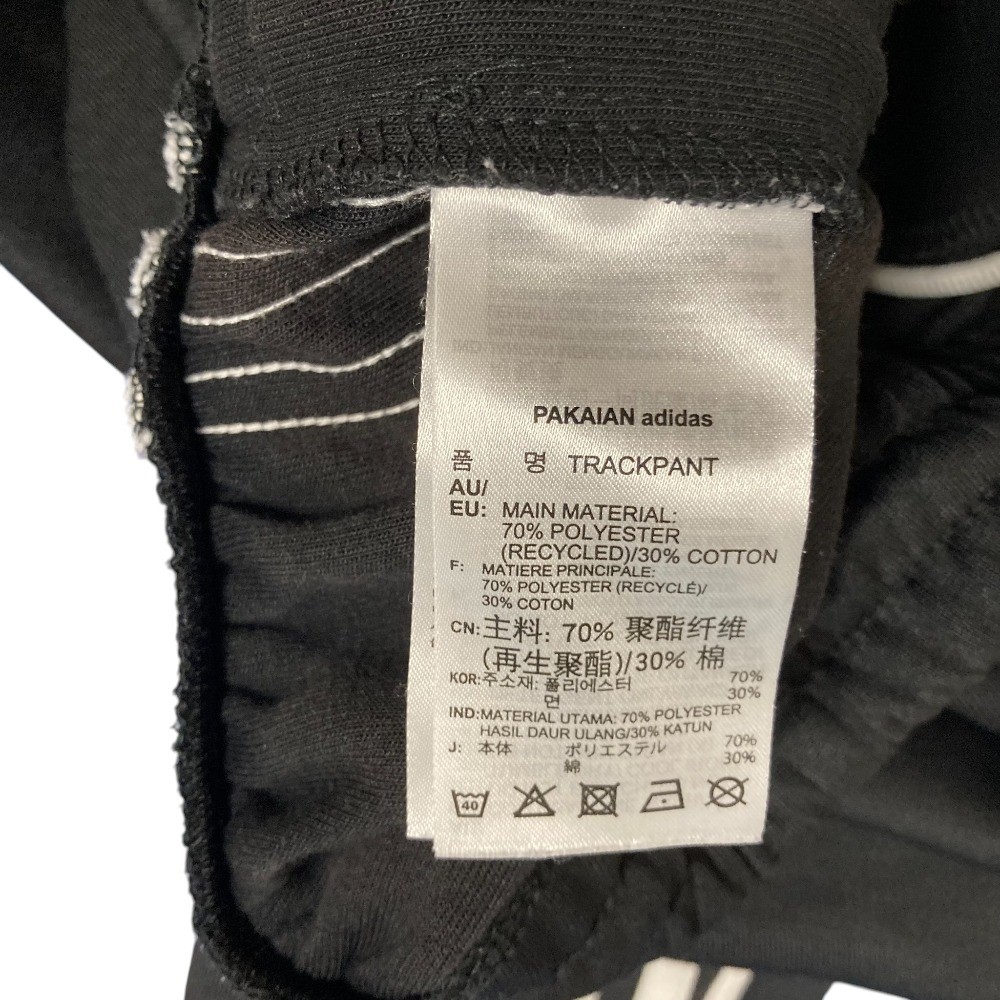 PAKAIAN adidas
품 명 TRACKPANT
AU/
EU: MAIN MATERIAL:
70% POLYESTER
(RECYCLED)/30% COTTON
F: MATIERE PRINCIPALE:
70% POLYESTER (RECYCLÉ)/
30% COTON
CN: 主料: 70% 聚酯纤维
(再生聚酯)/30% 棉
KOR:주소재: 폴리에스터 70%
면 30%
IND:MATERIAL UTAMA: 70% POLYESTER
HASIL DAUR ULANG/30% KATUN
J: 本体 ポリエステル 70%
綿 30%
40